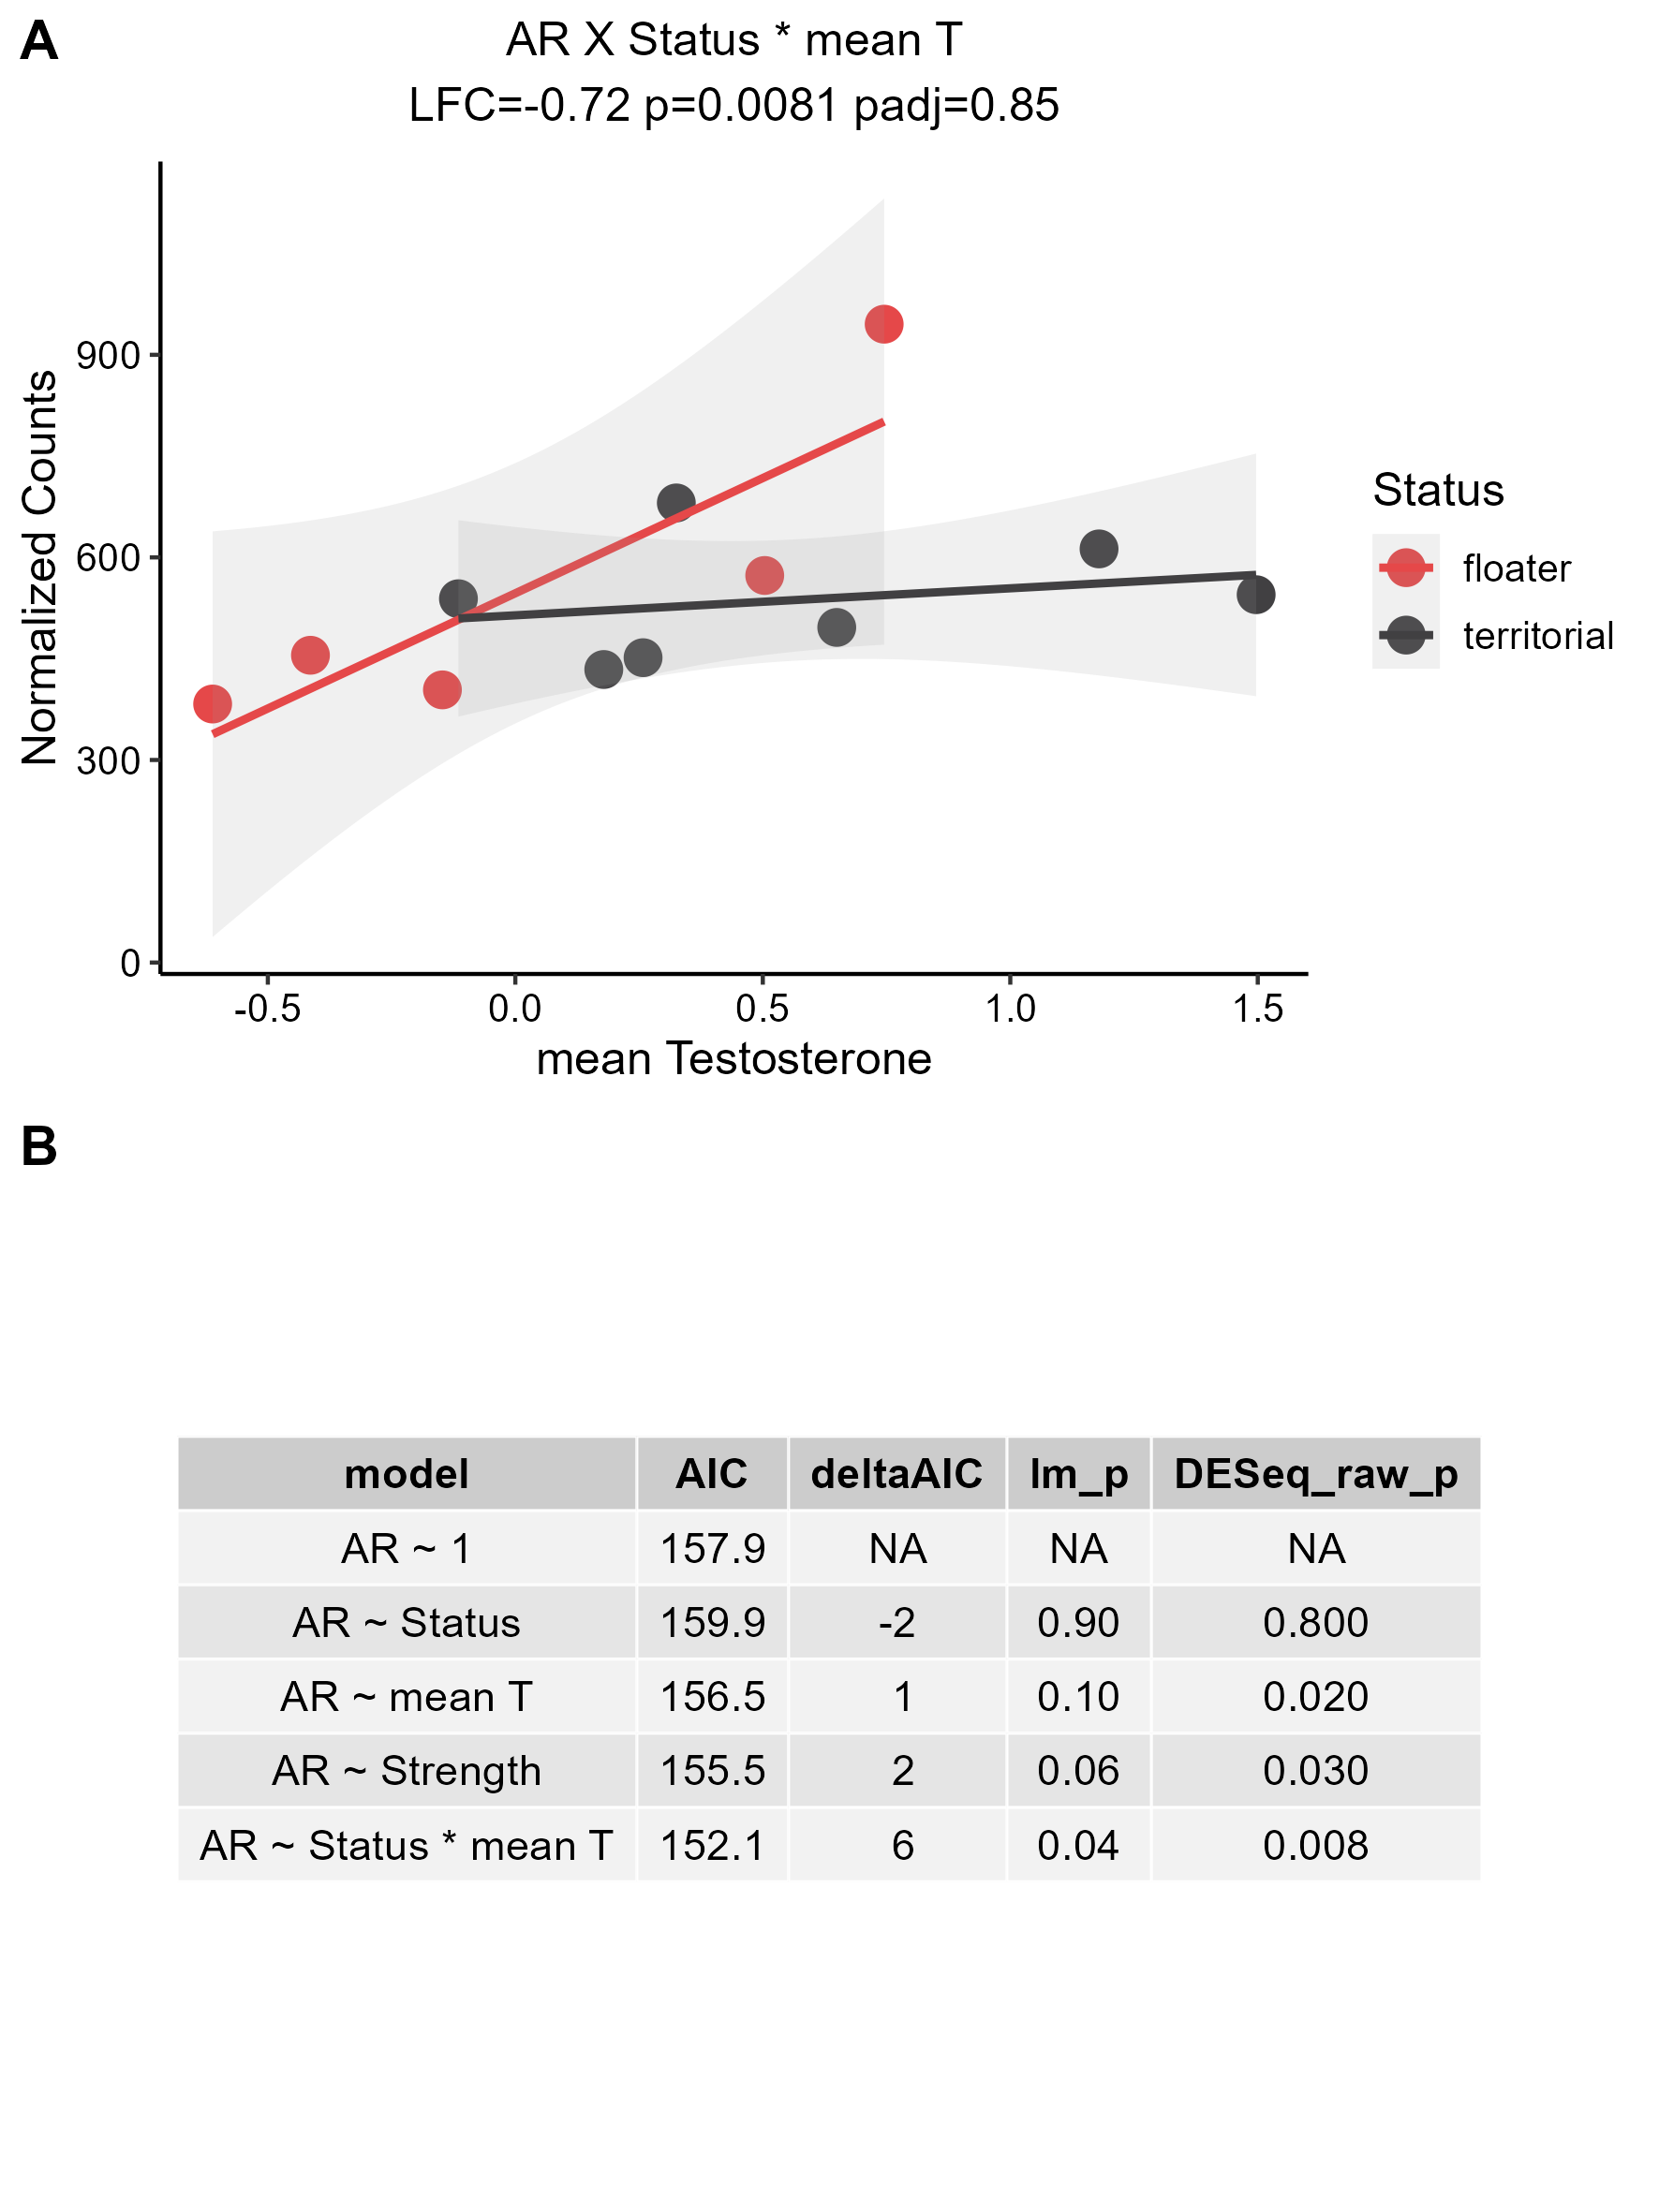 A
AR X Status * mean T
LFC=-0.72 p=0.0081 padj=0.85
Normalized Counts
900
600
300
0
-0.5 0.0 0.5 1.0 1.5
mean Testosterone
Status
floater
territorial
B
model AIC deltaAIC lm_p DESeq_raw_p
AR ~ 1 157.9 NA NA NA
AR ~ Status 159.9 -2 0.90 0.800
AR ~ mean T 156.5 1 0.10 0.020
AR ~ Strength 155.5 2 0.06 0.030
AR ~ Status * mean T 152.1 6 0.04 0.008